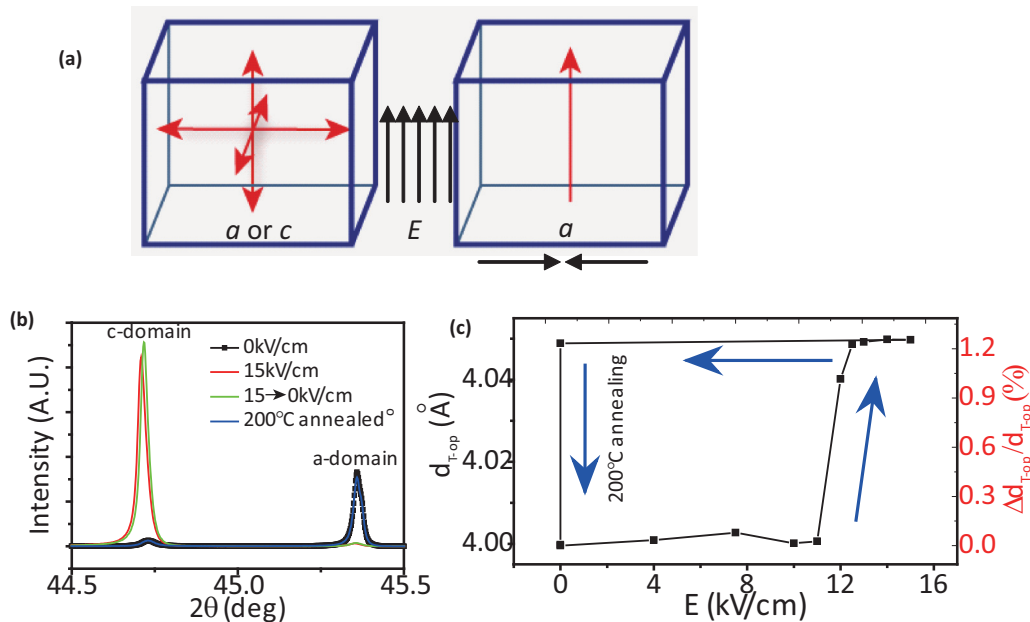 (a)
a or c
E
a
(b)
c-domain
a-domain
0kV/cm
15kV/cm
15→0kV/cm
200°C annealed°
Intensity (A.U.)
44.5
45.0
45.5
2θ (deg)
(c)
4.04
4.02
4.00
d_T-op (Å)
200°C annealing
1.2
0.9
0.6
0.3
0.0
Δd_T-op/d_T-op(%)
0
4
8
12
16
E (kV/cm)